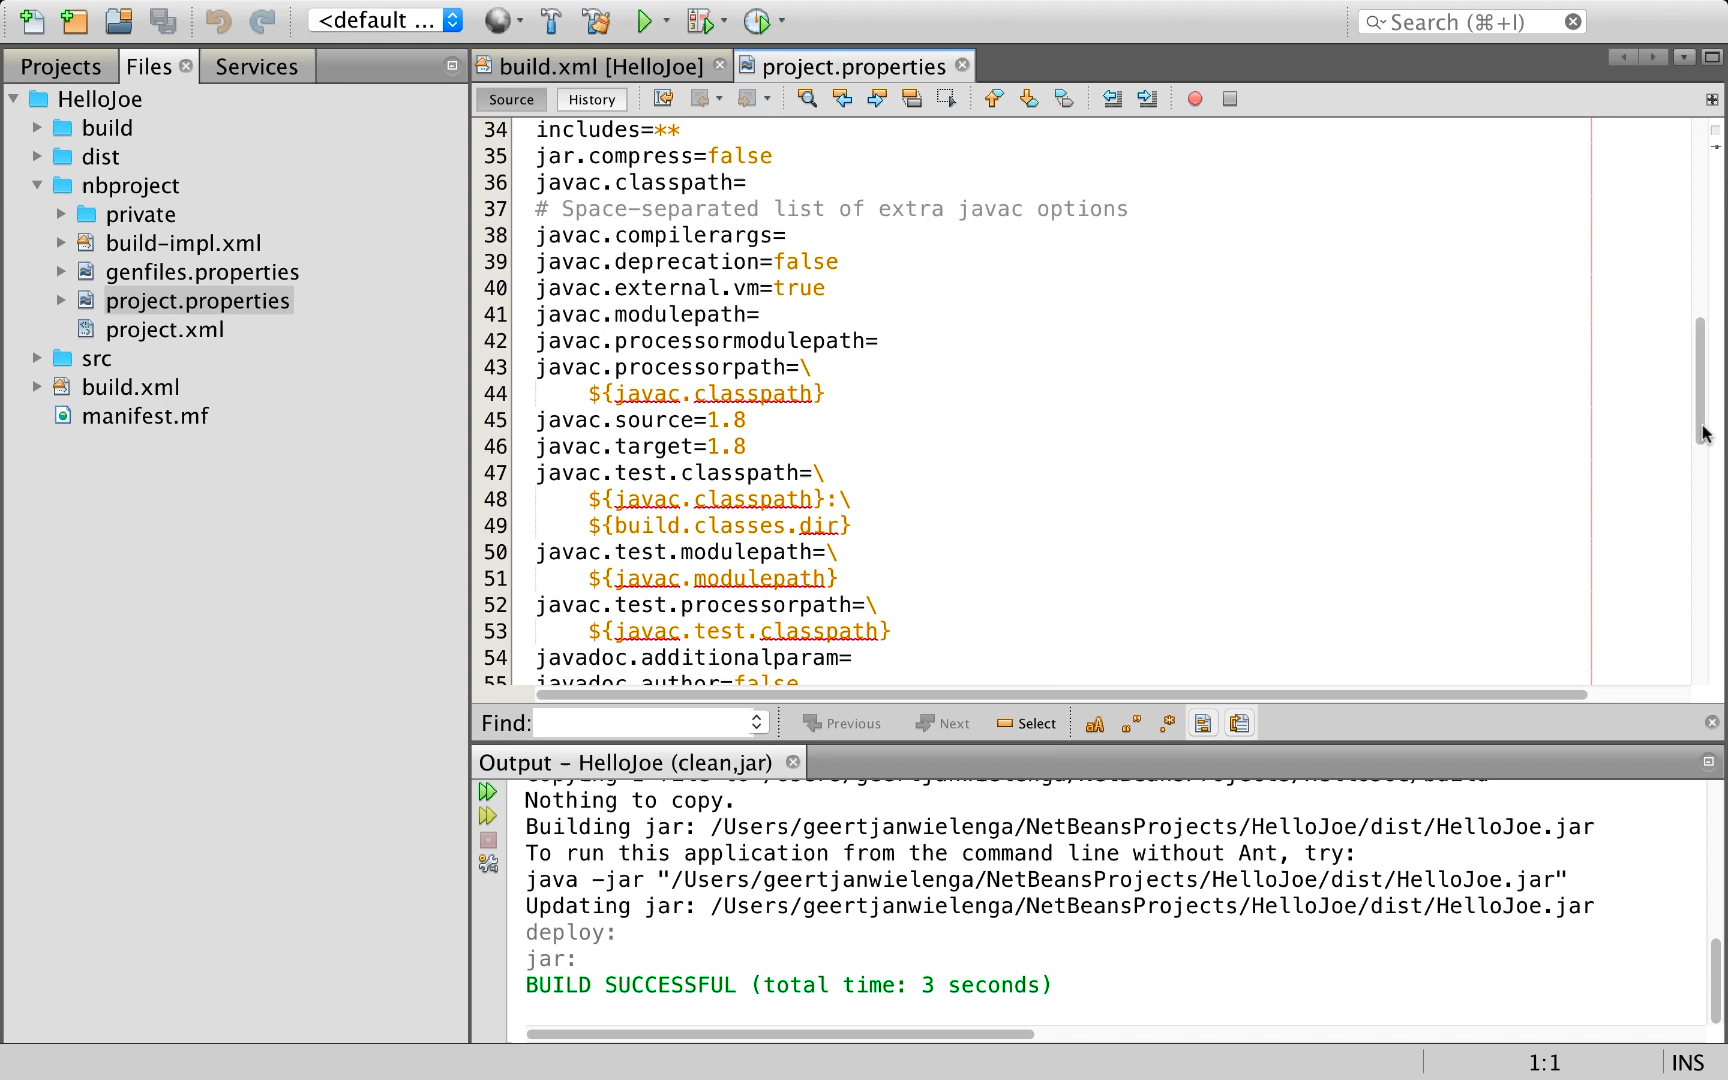 <default ...
Search (⌘+I)
Projects
Files
Services
build.xml [HelloJoe]
project.properties
Source
History
HelloJoe
build
dist
nbproject
private
build-impl.xml
genfiles.properties
project.properties
project.xml
src
build.xml
manifest.mf
34 includes=**
35 jar.compress=false
36 javac.classpath=
37 # Space-separated list of extra javac options
38 javac.compilerargs=
39 javac.deprecation=false
40 javac.external.vm=true
41 javac.modulepath=
42 javac.processormodulepath=
43 javac.processorpath=\
44 ${javac.classpath}
45 javac.source=1.8
46 javac.target=1.8
47 javac.test.classpath=\
48 ${javac.classpath}:\
49 ${build.classes.dir}
50 javac.test.modulepath=\
51 ${javac.modulepath}
52 javac.test.processorpath=\
53 ${javac.test.classpath}
54 javadoc.additionalparam=
55 javadoc.author=false
Find:
Previous
Next
Select
Output - HelloJoe (clean,jar)
Copying 1 file to /Users/geertjanwielenga/NetBeansProjects/HelloJoe/build
Nothing to copy.
Building jar: /Users/geertjanwielenga/NetBeansProjects/HelloJoe/dist/HelloJoe.jar
To run this application from the command line without Ant, try:
java -jar "/Users/geertjanwielenga/NetBeansProjects/HelloJoe/dist/HelloJoe.jar"
Updating jar: /Users/geertjanwielenga/NetBeansProjects/HelloJoe/dist/HelloJoe.jar
deploy:
jar:
BUILD SUCCESSFUL (total time: 3 seconds)
1:1
INS